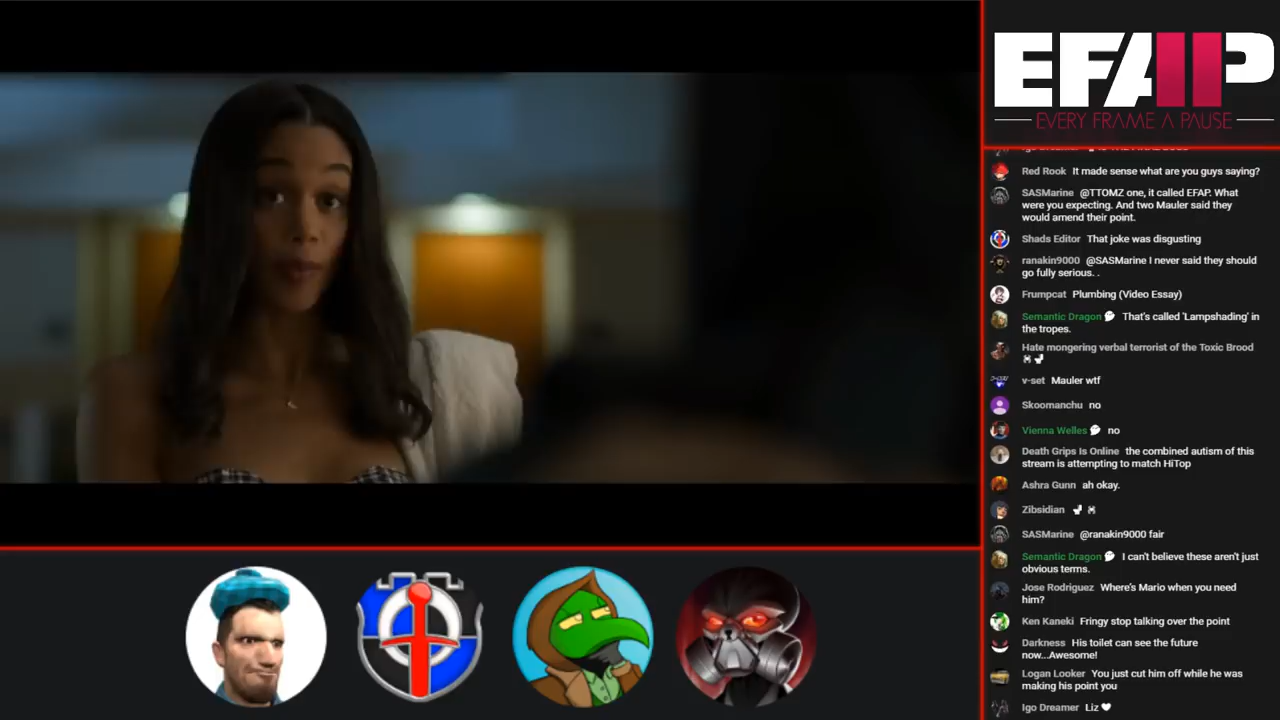 EFAP
EVERY FRAME A PAUSE
Red Rook It made sense what are you guys saying?
SASMarine @TTOMZ one, it called EFAP. What
were you expecting. And two Mauler said they
would amend their point.
Shads Editor That joke was disgusting
ranakin9000 @SASMarine I never said they should
go fully serious. .
Frumpcat Plumbing (Video Essay)
Semantic Dragon That's called 'Lampshading' in
the tropes.
Hate mongering verbal terrorist of the Toxic Brood
v-set Mauler wtf
Skoomanchu no
Vienna Welles no
Death Grips Is Online the combined autism of this
stream is attempting to match HiTop
Ashra Gunn ah okay.
Zibsidian
SASMarine @ranakin9000 fair
Semantic Dragon I can't believe these aren't just
obvious terms.
Jose Rodriguez Where's Mario when you need
him?
Ken Kaneki Fringy stop talking over the point
Darkness His toilet can see the future
now...Awesome!
Logan Looker You just cut him off while he was
making his point you
Igo Dreamer Liz